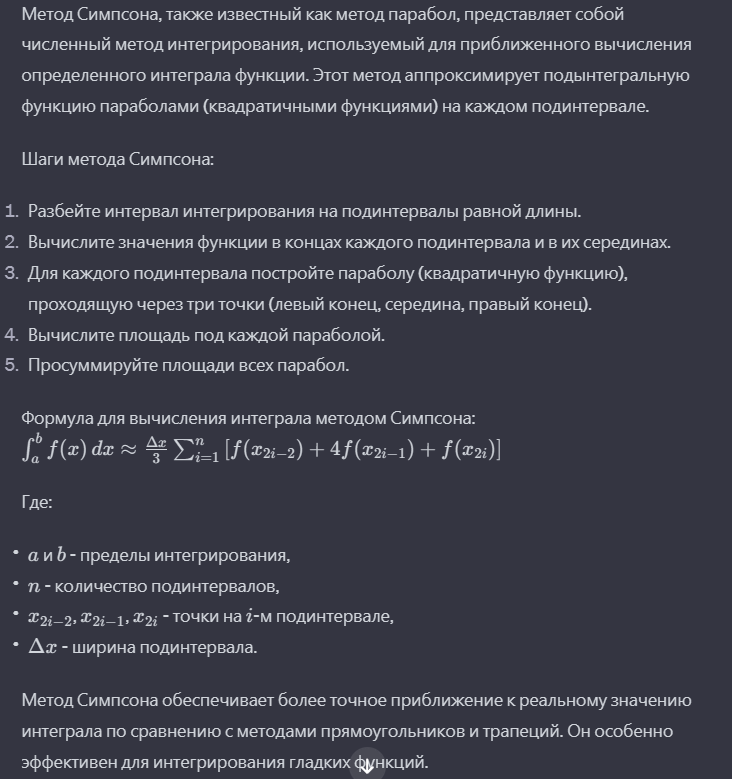 Метод Симпсона, также известный как метод парабол, представляет собой
численный метод интегрирования, используемый для приближенного вычисления
определенного интеграла функции. Этот метод аппроксимирует подынтегральную
функцию параболами (квадратичными функциями) на каждом подинтервале.
Шаги метода Симпсона:
1. Разбейте интервал интегрирования на подинтервалы равной длины.
2. Вычислите значения функции в концах каждого подинтервала и в их серединах.
3. Для каждого подинтервала постройте параболу (квадратичную функцию),
проходящую через три точки (левый конец, середина, правый конец).
4. Вычислите площадь под каждой параболой.
5. Просуммируйте площади всех парабол.
Формула для вычисления интеграла методом Симпсона:
∫_a^b f(x) dx ≈ Δx/3 ∑_{i=1}^n [f(x_{2i−2}) + 4f(x_{2i−1}) + f(x_{2i})]
Где:
• a и b - пределы интегрирования,
• n - количество подинтервалов,
• x_{2i−2}, x_{2i−1}, x_{2i} - точки на i-м подинтервале,
• Δx - ширина подинтервала.
Метод Симпсона обеспечивает более точное приближение к реальному значению
интеграла по сравнению с методами прямоугольников и трапеций. Он особенно
эффективен для интегрирования гладких функций.